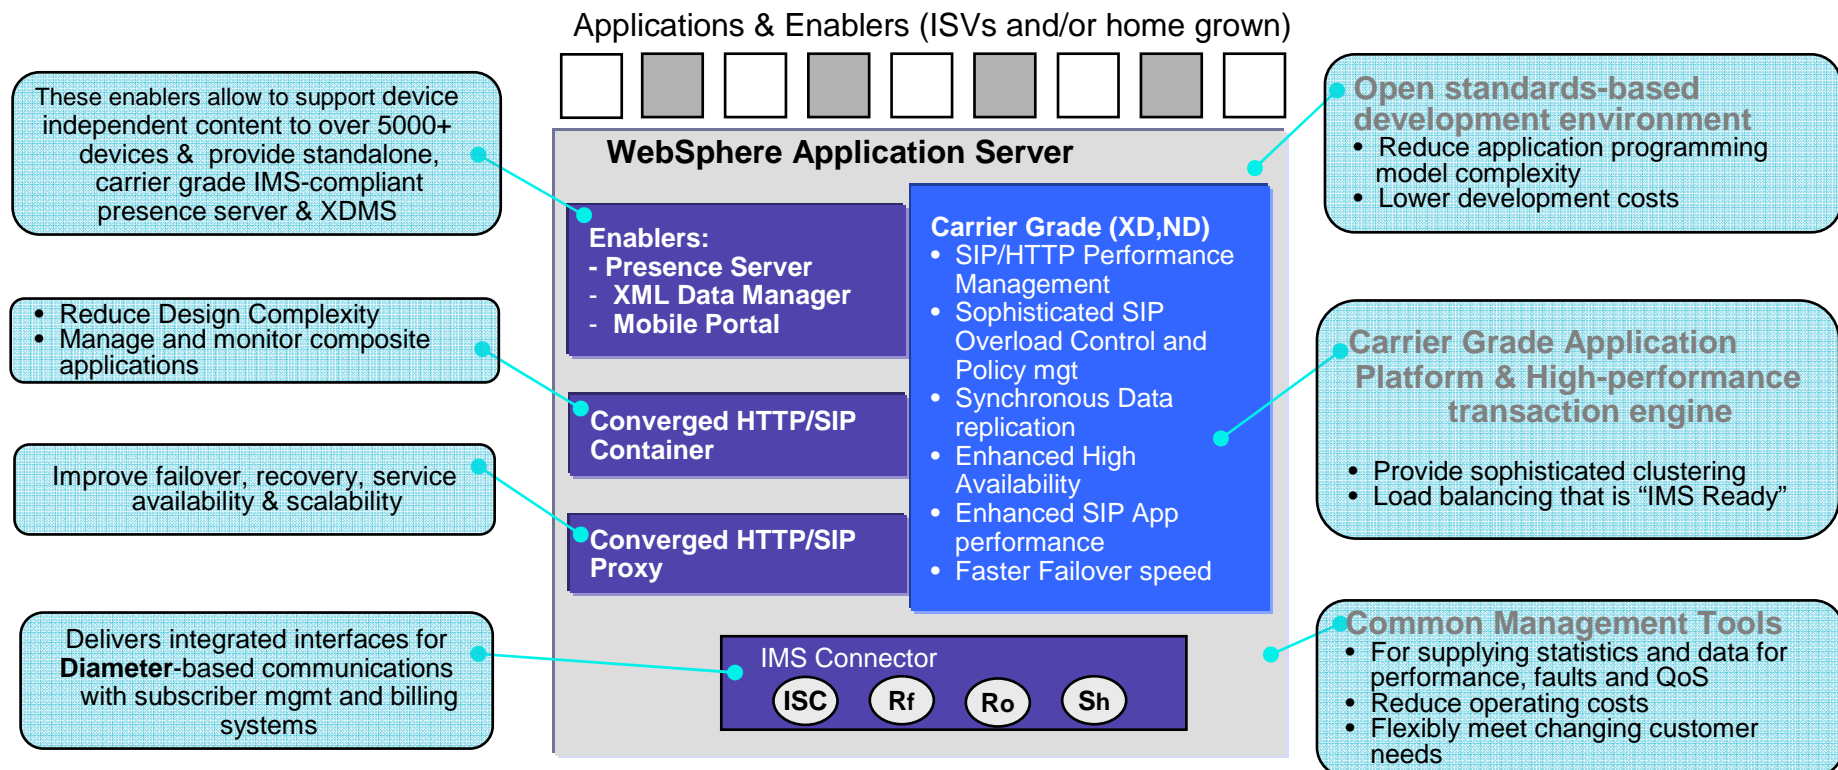 Applications & Enablers (ISVs and/or home grown)
These enablers allow to support device
independent content to over 5000+
devices & provide standalone,
carrier grade IMS-compliant
presence server & XDMS
• Reduce Design Complexity
• Manage and monitor composite
applications
Improve failover, recovery, service
availability & scalability
Delivers integrated interfaces for
Diameter-based communications
with subscriber mgmt and billing
systems
WebSphere Application Server
Enablers:
- Presence Server
- XML Data Manager
- Mobile Portal
Converged HTTP/SIP
Container
Converged HTTP/SIP
Proxy
Carrier Grade (XD,ND)
• SIP/HTTP Performance
Management
• Sophisticated SIP
Overload Control and
Policy mgt
• Synchronous Data
replication
• Enhanced High
Availability
• Enhanced SIP App
performance
• Faster Failover speed
IMS Connector
ISC Rf Ro Sh
Open standards-based
development environment
• Reduce application programming
model complexity
• Lower development costs
Carrier Grade Application
Platform & High-performance
transaction engine
• Provide sophisticated clustering
• Load balancing that is “IMS Ready”
Common Management Tools
• For supplying statistics and data for
performance, faults and QoS
• Reduce operating costs
• Flexibly meet changing customer
needs